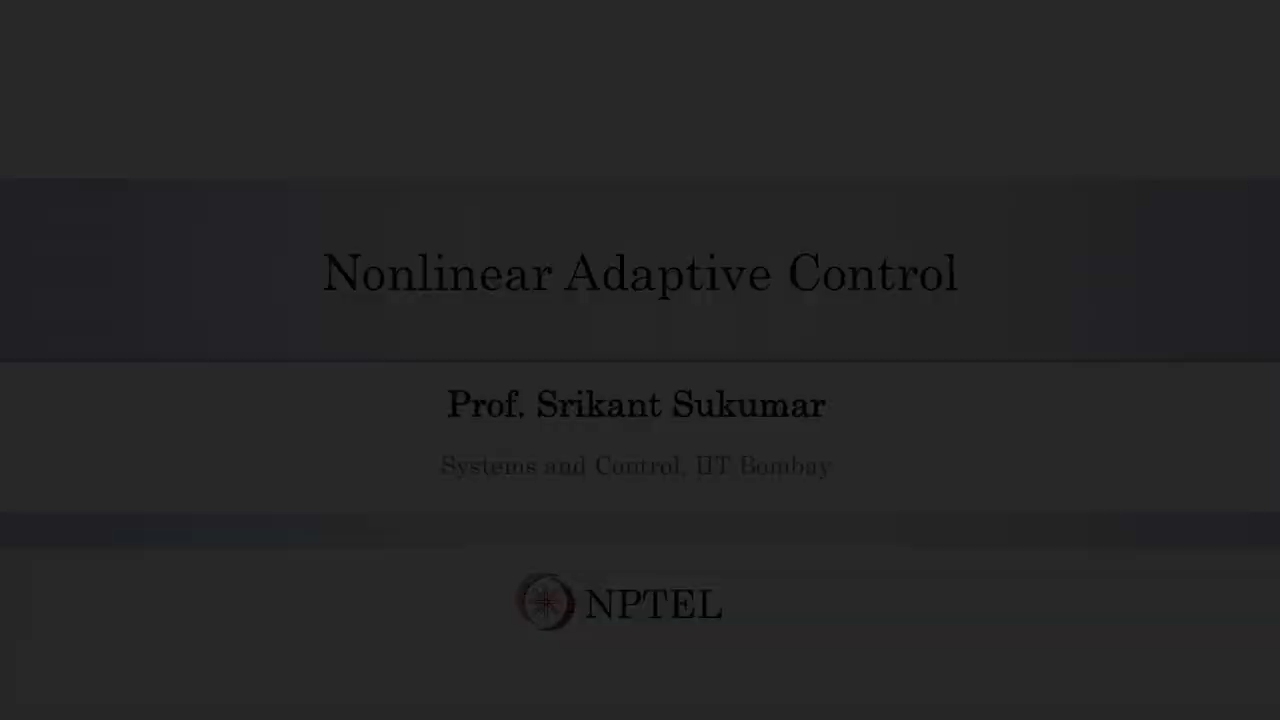 Nonlinear Adaptive Control
Prof. Srikant Sukumar
Systems and Control, IIT Bombay
NPTEL